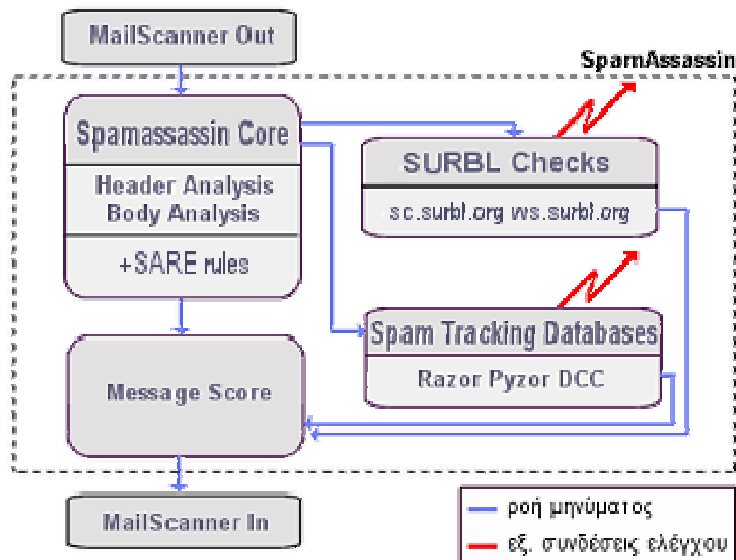 MailScanner Out
SpamAssassin
Spamassassin Core
Header Analysis
Body Analysis
+SARE rules
SURBL Checks
sc.surbl.org ws.surbl.org
Spam Tracking Databases
Razor Pyzor DCC
Message Score
MailScanner In
ροή μηνύματος
εξ. συνδέσεις ελέγχου